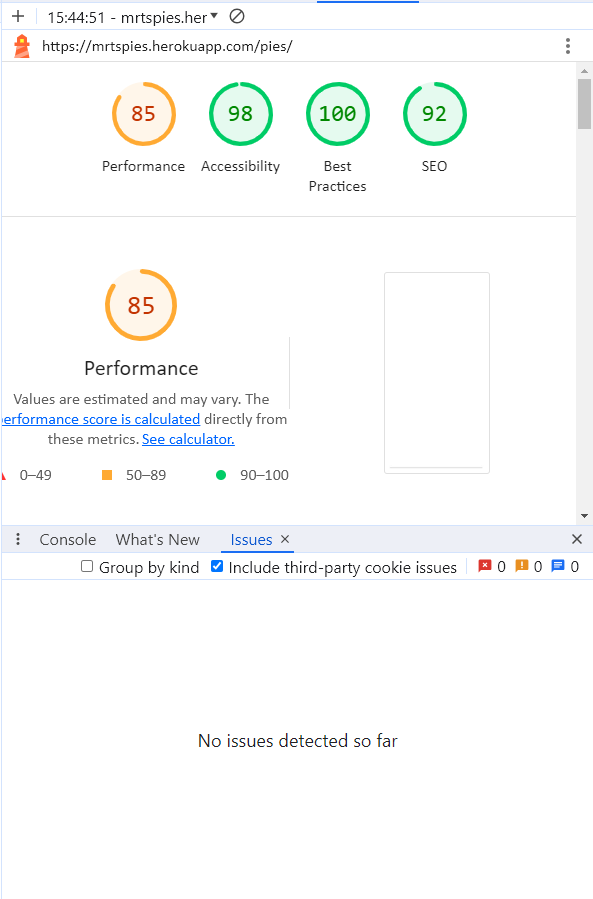 15:44:51 - mrtspies.her
https://mrtspies.herokuapp.com/pies/
85 98 100 92
Performance Accessibility Best Practices SEO
85
Performance
Values are estimated and may vary. The
performance score is calculated directly from
these metrics. See calculator.
0–49 50–89 90–100
Console What's New Issues
Group by kind Include third-party cookie issues 0 0 0
No issues detected so far